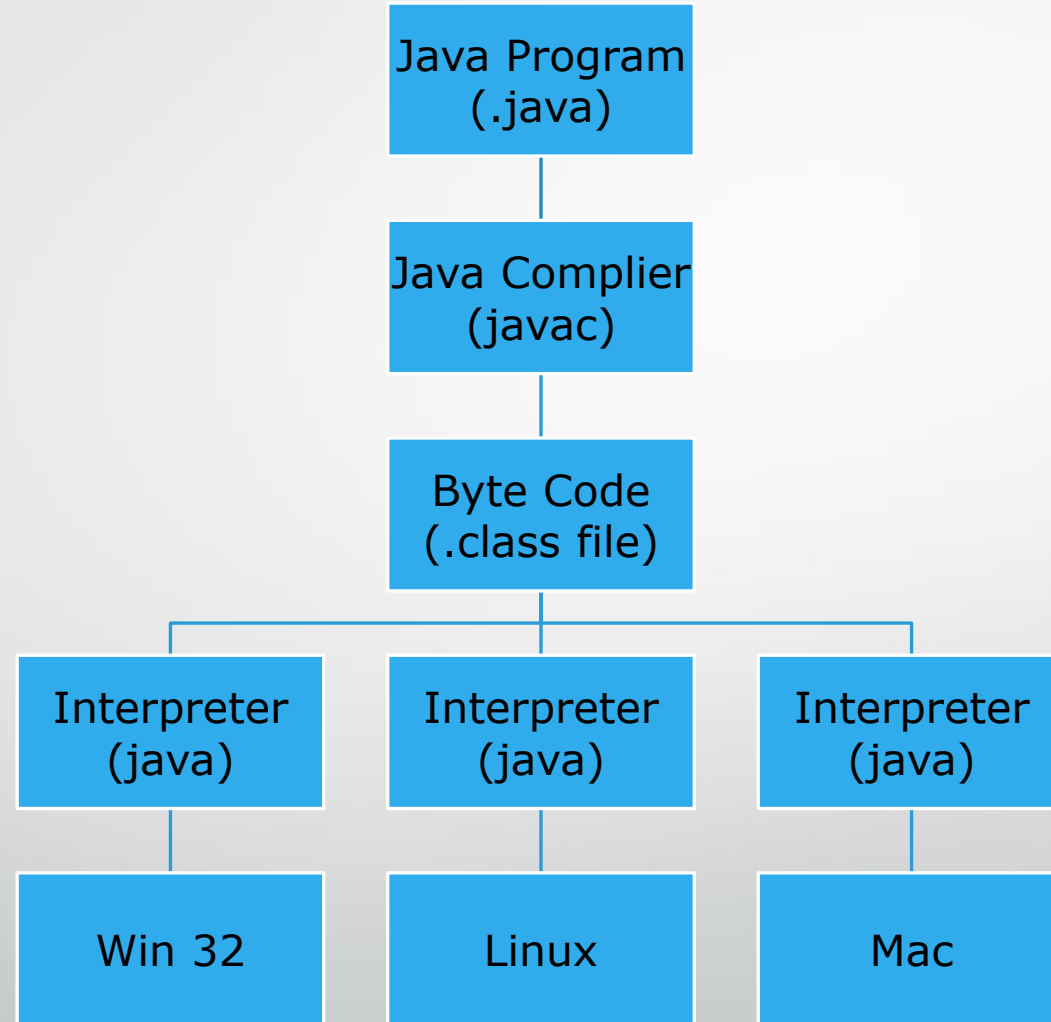 Java Program
(.java)
Java Complier
(javac)
Byte Code
(.class file)
Interpreter
(java)
Interpreter
(java)
Interpreter
(java)
Win 32
Linux
Mac